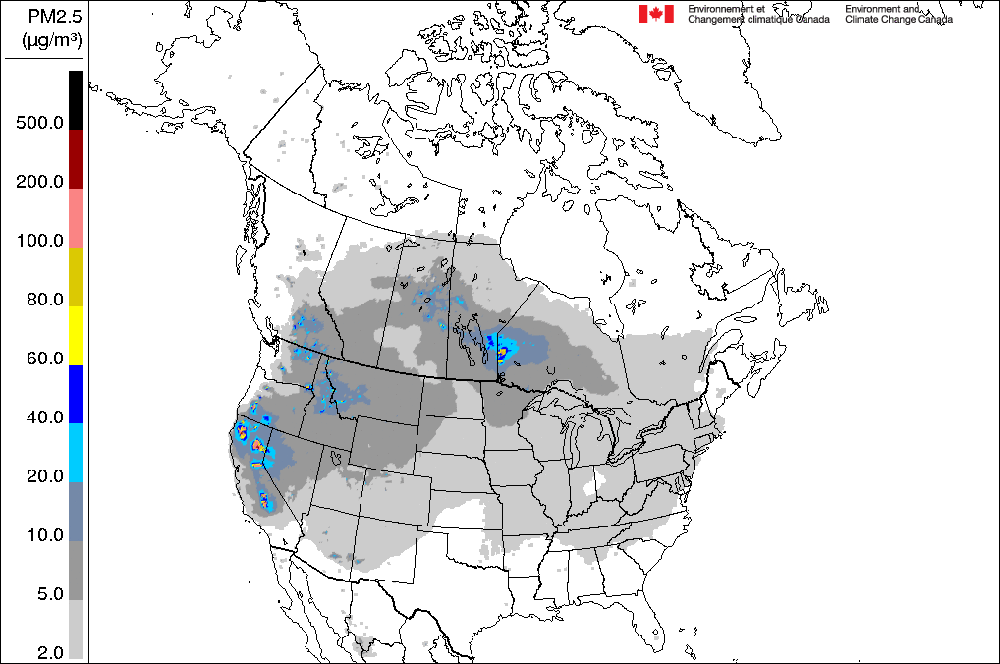 PM2.5
(µg/m³)
500.0
200.0
100.0
80.0
60.0
40.0
20.0
10.0
5.0
2.0
Environnement et
Changement climatique Canada
Environment and
Climate Change Canada